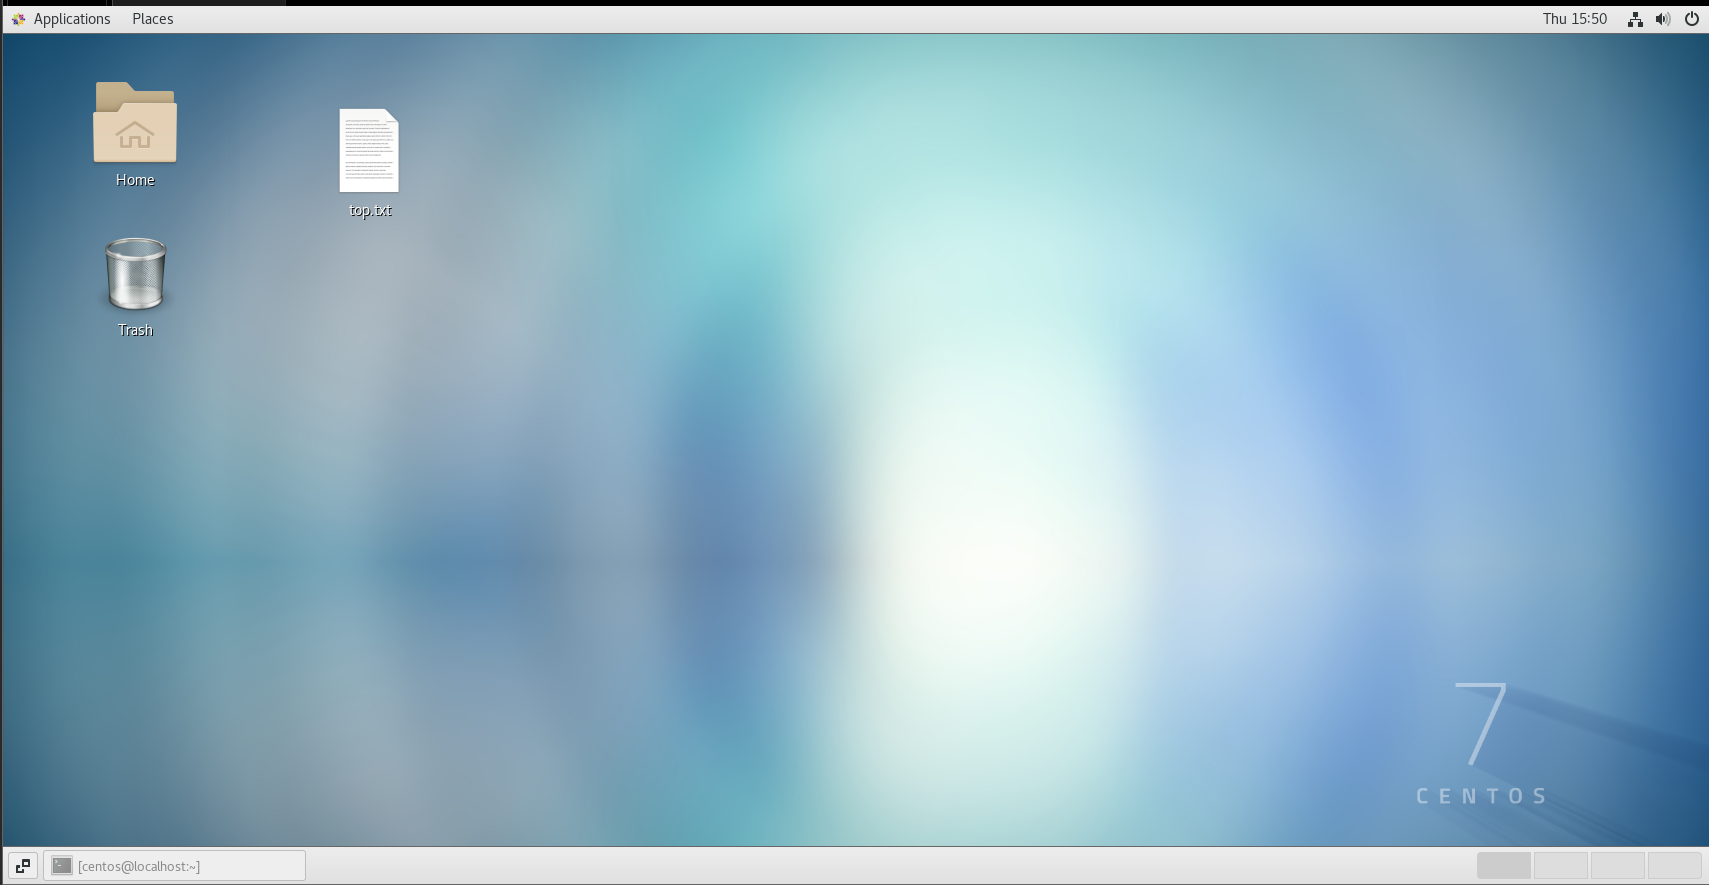 Applications Places Thu 15:50
Home
top.txt
Trash
7
CENTOS
[centos@localhost:~]